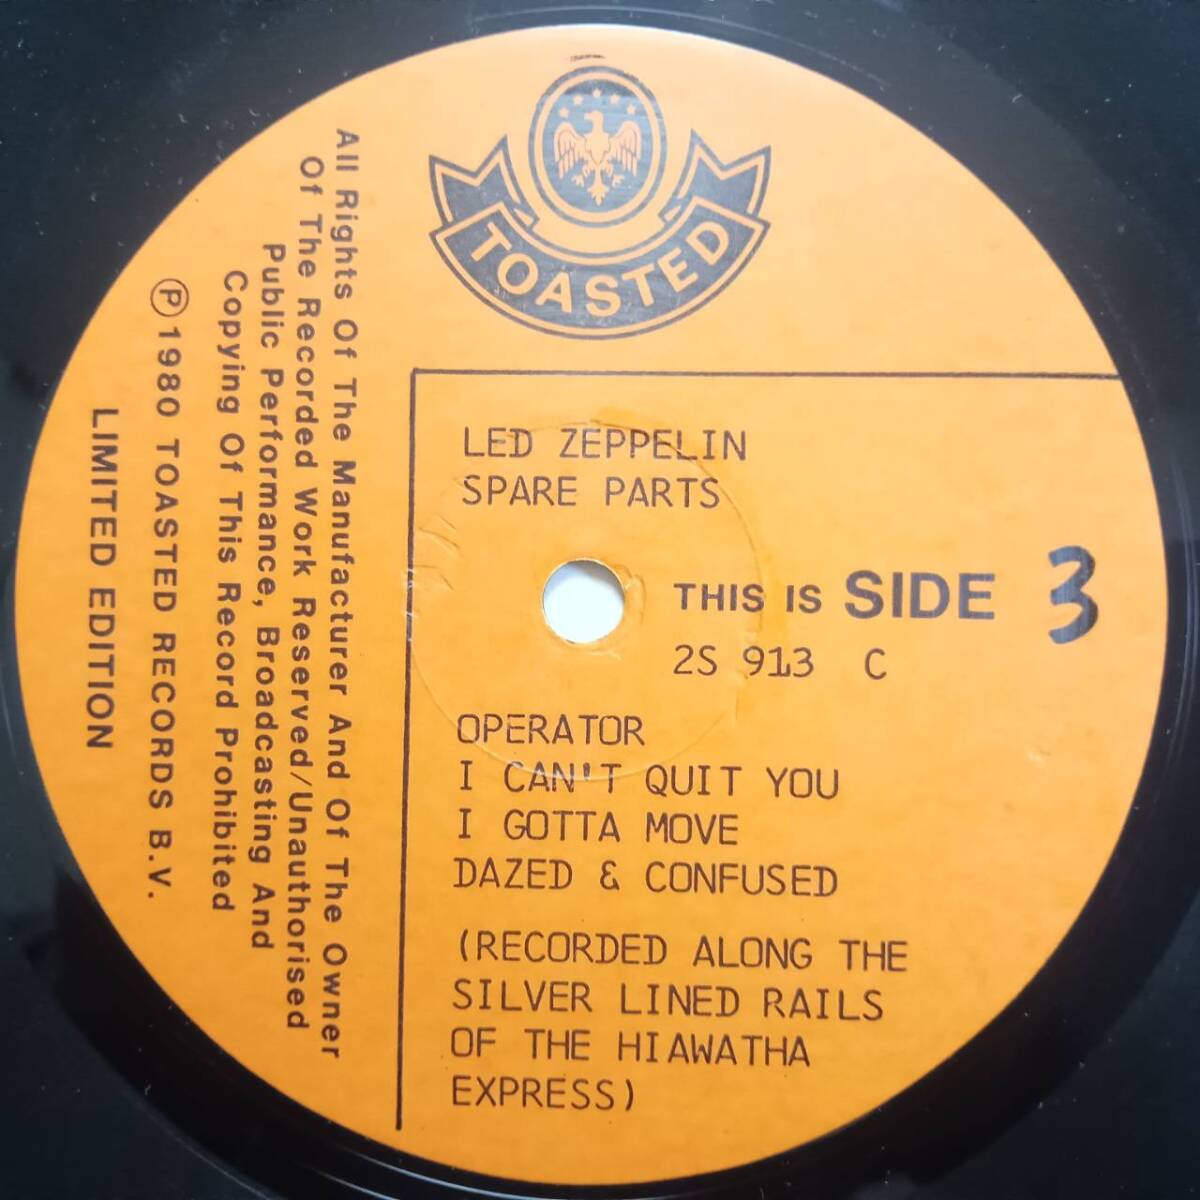 TOASTED
LED ZEPPELIN
SPARE PARTS
THIS IS SIDE 3
2S 913 C
OPERATOR
I CAN'T QUIT YOU
I GOTTA MOVE
DAZED & CONFUSED
(RECORDED ALONG THE
SILVER LINED RAILS
OF THE HIAWATHA
EXPRESS)
All Rights Of The Manufacturer And Of The Owner
Of The Recorded Work Reserved/Unauthorised
Public Performance, Broadcasting And
Copying Of This Record Prohibited
Ⓟ1980 TOASTED RECORDS B.V.
LIMITED EDITION